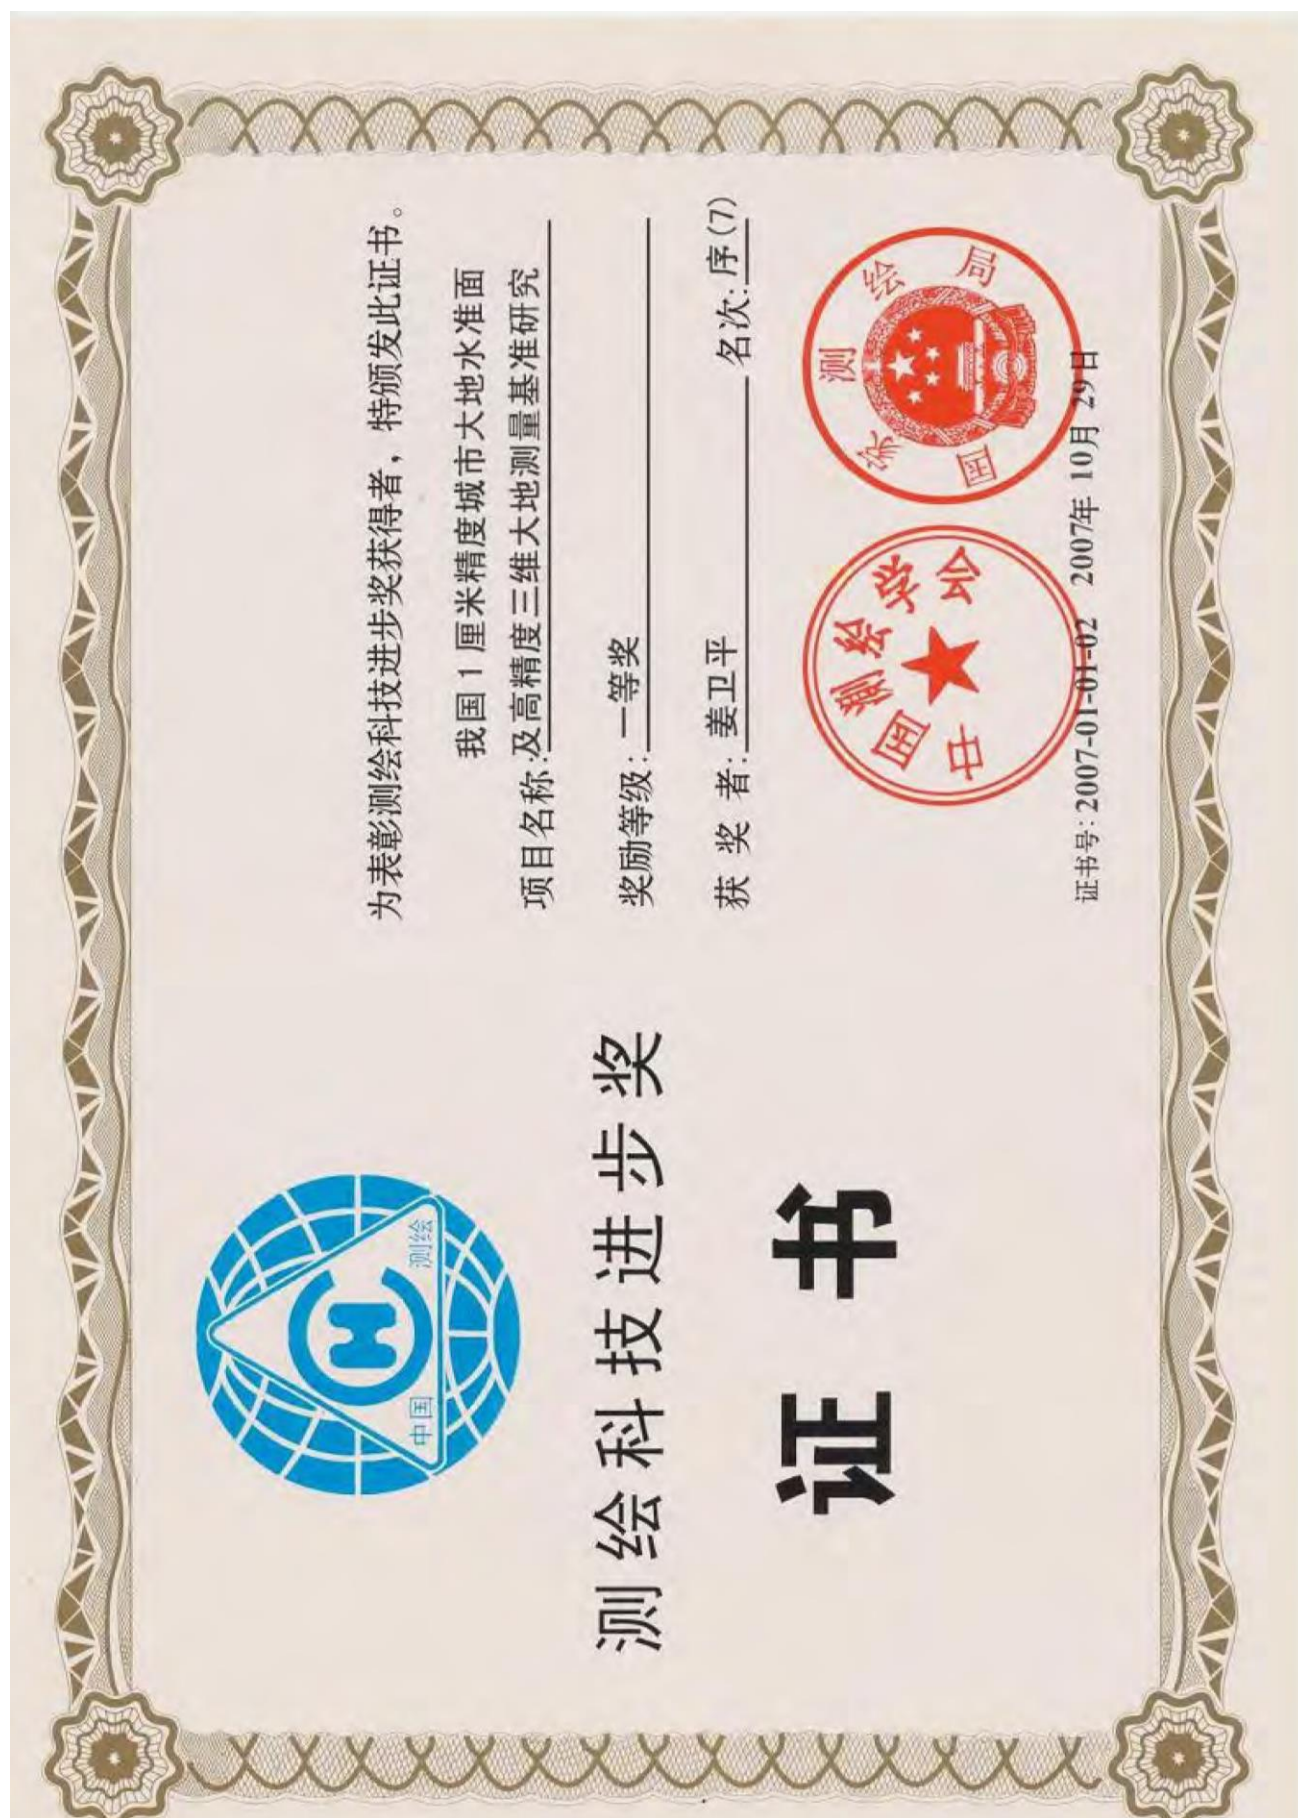 中国 测绘
测绘科技进步奖
证书
为表彰测绘科技进步奖获得者，特颁发此证书。
我国1厘米精度城市大地水准面
项目名称:及高精度三维大地测量基准研究
奖励等级:一等奖
获奖者:姜卫平 名次:序(7)
中国测绘学会
国家测绘局
证书号:2007-01-01-02 2007年10月29日